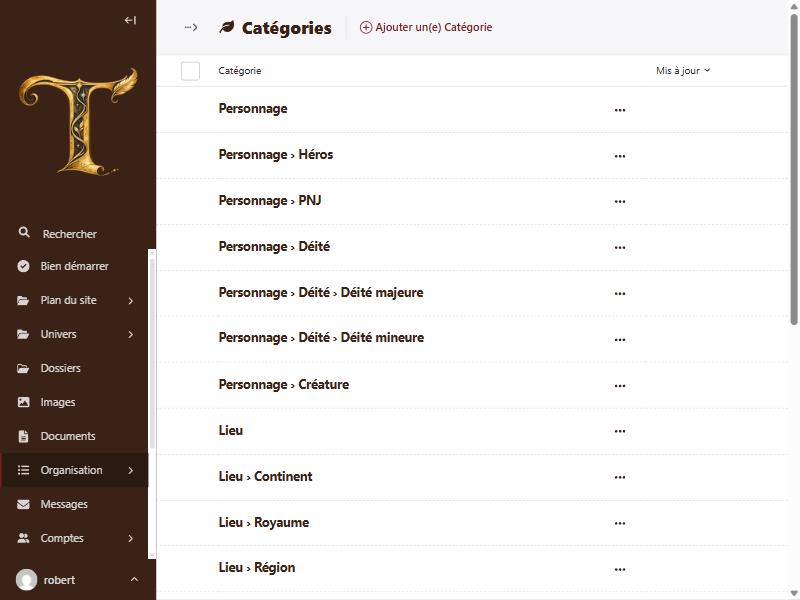 T
Rechercher
Bien démarrer
Plan du site
Univers
Dossiers
Images
Documents
Organisation
Messages
Comptes
robert
Catégories
Ajouter un(e) Catégorie
Catégorie
Mis à jour
Personnage
Personnage › Héros
Personnage › PNJ
Personnage › Déité
Personnage › Déité › Déité majeure
Personnage › Déité › Déité mineure
Personnage › Créature
Lieu
Lieu › Continent
Lieu › Royaume
Lieu › Région